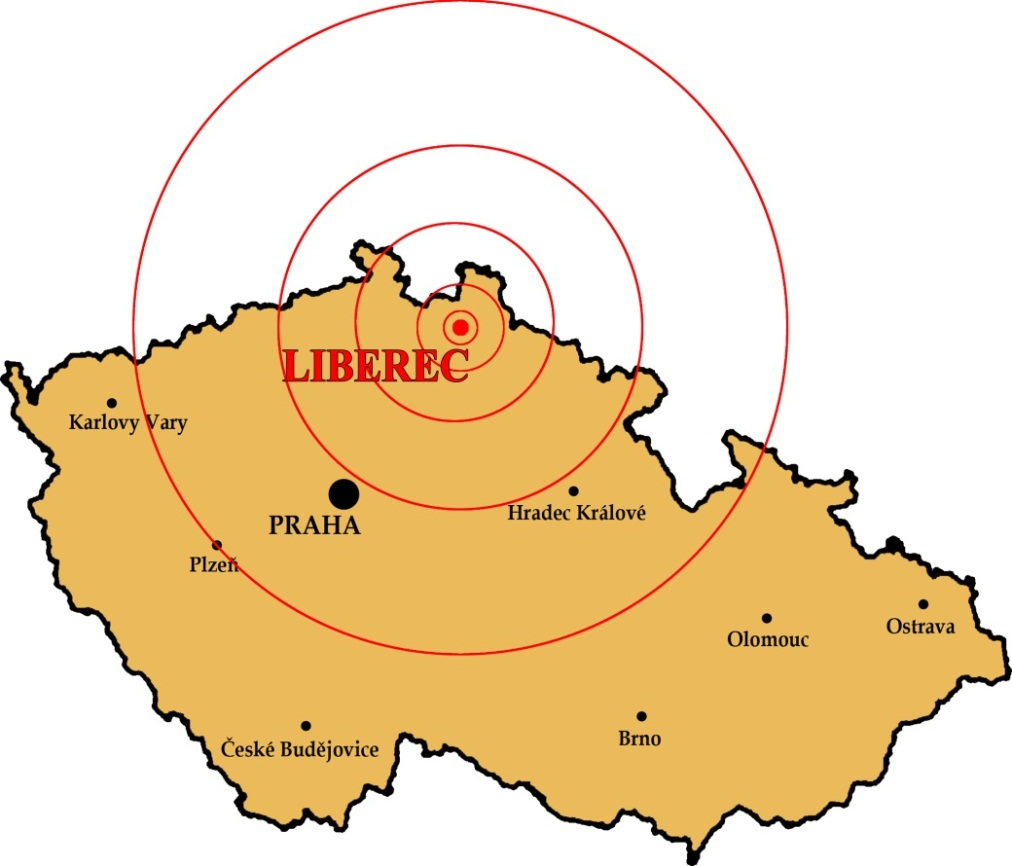 LIBEREC
Karlovy Vary
Hradec Králové
PRAHA
Plzeň
Olomouc
Ostrava
České Budějovice
Brno